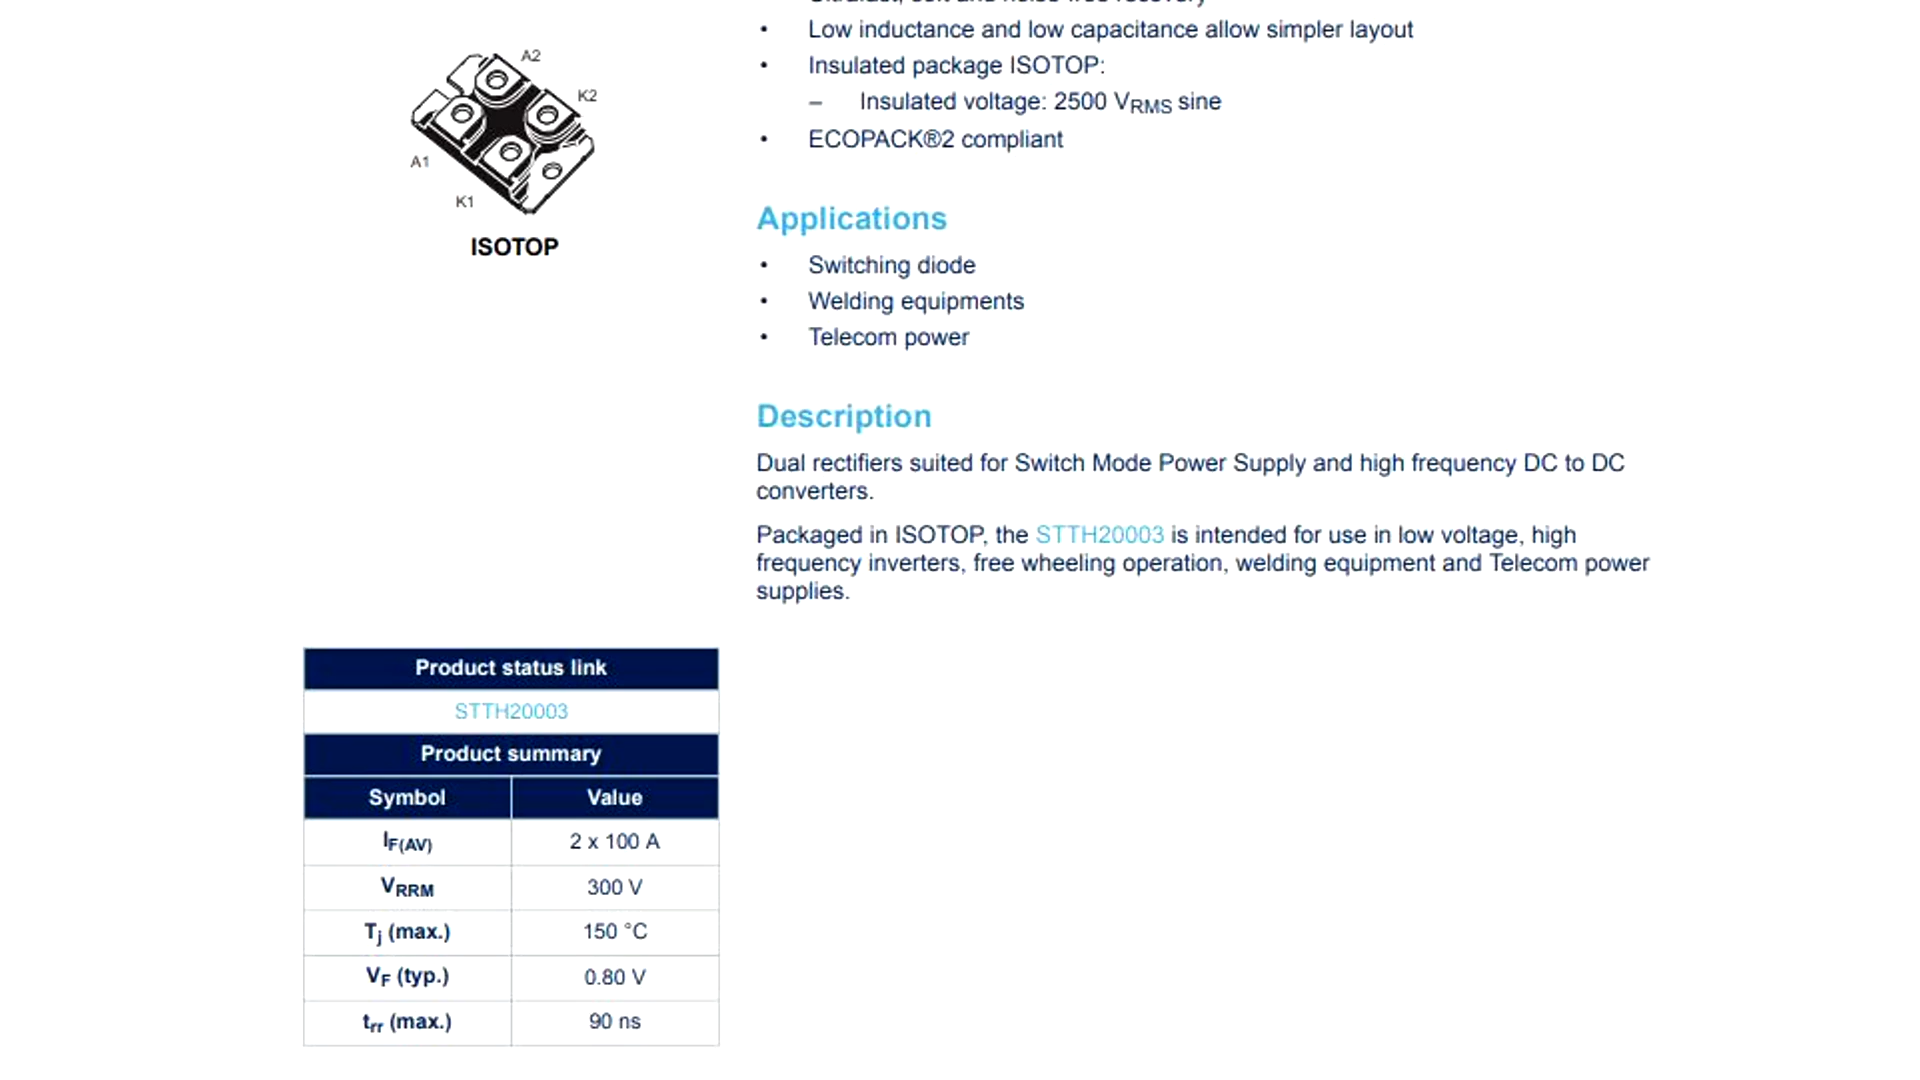 • Low inductance and low capacitance allow simpler layout
• Insulated package ISOTOP:
– Insulated voltage: 2500 VRMS sine
• ECOPACK®2 compliant
A2
K2
A1
K1
ISOTOP
Applications
• Switching diode
• Welding equipments
• Telecom power
Description
Dual rectifiers suited for Switch Mode Power Supply and high frequency DC to DC
converters.
Packaged in ISOTOP, the STTH20003 is intended for use in low voltage, high
frequency inverters, free wheeling operation, welding equipment and Telecom power
supplies.
Product status link
STTH20003
Product summary
Symbol Value
IF(AV) 2 x 100 A
VRRM 300 V
Tj (max.) 150 °C
VF (typ.) 0.80 V
trr (max.) 90 ns